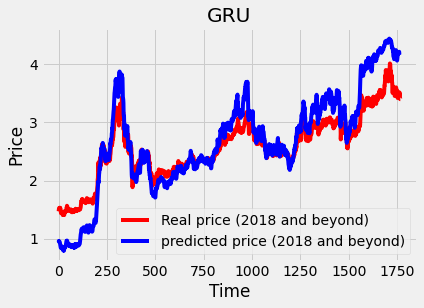 GRU
Price
4
3
2
1
Real price (2018 and beyond)
predicted price (2018 and beyond)
0 250 500 750 1000 1250 1500 1750
Time